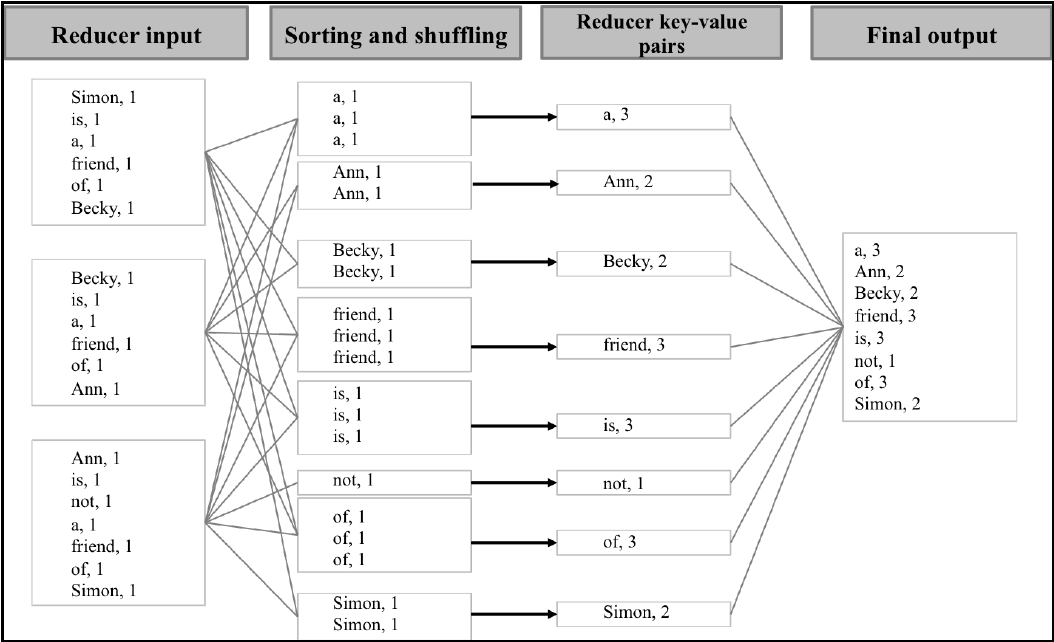 Reducer input
Sorting and shuffling
Reducer key-value
pairs
Final output
Simon, 1
is, 1
a, 1
friend, 1
of, 1
Becky, 1
Becky, 1
is, 1
a, 1
friend, 1
of, 1
Ann, 1
Ann, 1
is, 1
not, 1
a, 1
friend, 1
of, 1
Simon, 1
a, 1
a, 1
a, 1
Ann, 1
Ann, 1
Becky, 1
Becky, 1
friend, 1
friend, 1
friend, 1
is, 1
is, 1
is, 1
not, 1
of, 1
of, 1
of, 1
Simon, 1
Simon, 1
a, 3
Ann, 2
Becky, 2
friend, 3
is, 3
not, 1
of, 3
Simon, 2
a, 3
Ann, 2
Becky, 2
friend, 3
is, 3
not, 1
of, 3
Simon, 2